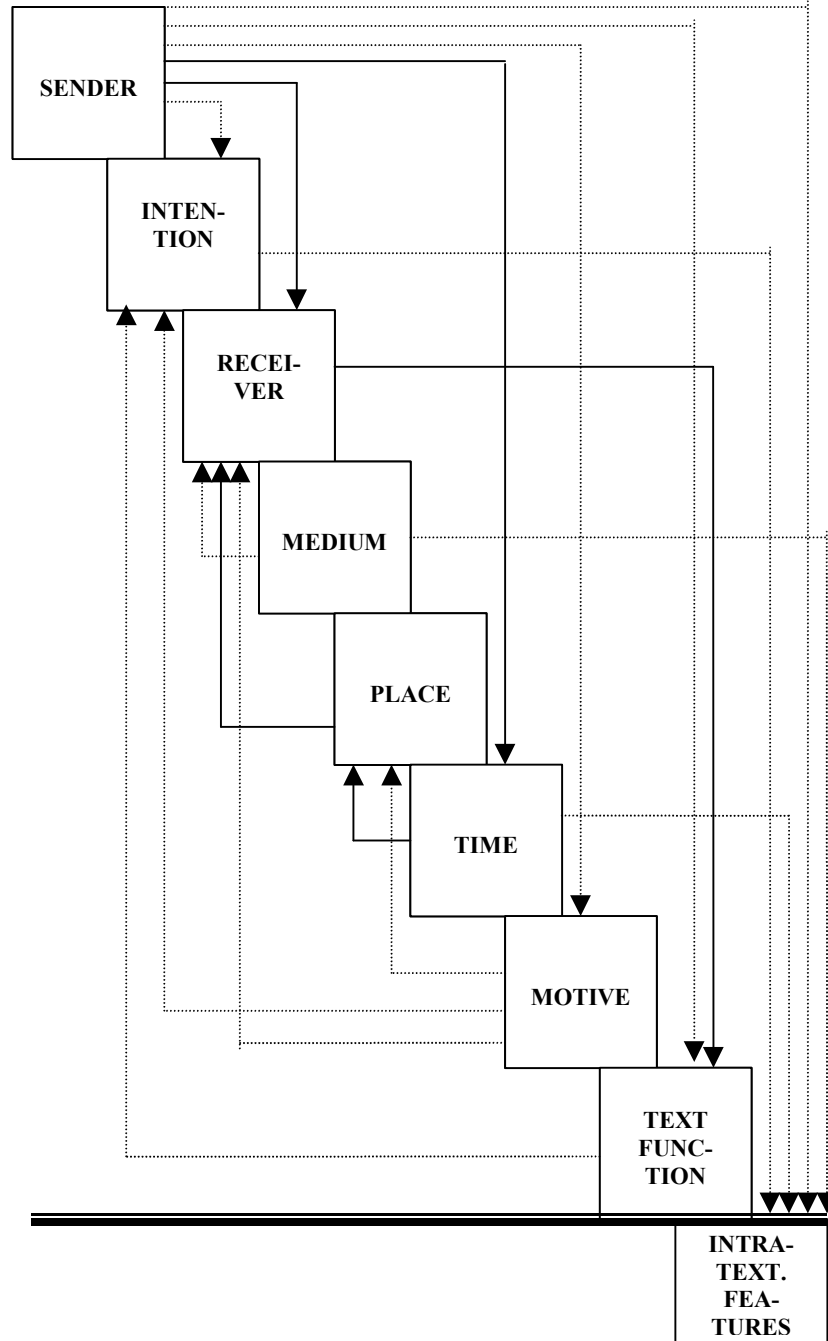 SENDER
INTEN-
TION
RECEI-
VER
MEDIUM
PLACE
TIME
MOTIVE
TEXT
FUNC-
TION
INTRA-
TEXT.
FEA-
TURES